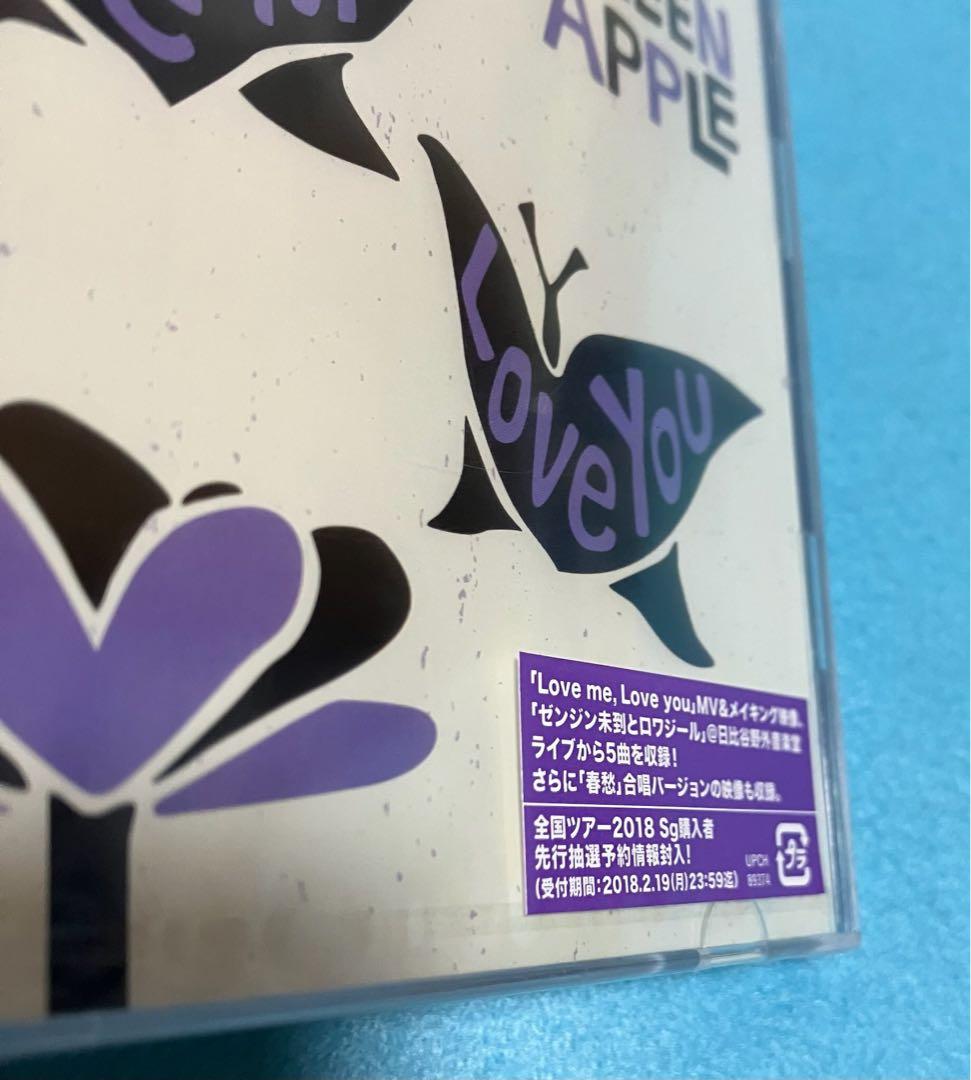 APPLE
Love You
「Love me, Love you」MV&メイキング映像、
「ゼンジン未到とロワジール」@日比谷野外音楽堂
ライブから5曲を収録！
さらに「春愁」合唱バージョンの映像も収録。
全国ツアー2018 Sg購入者
先行抽選予約情報封入！
(受付期間：2018.2.19(月)23:59迄)
UPCH
89374
プラ